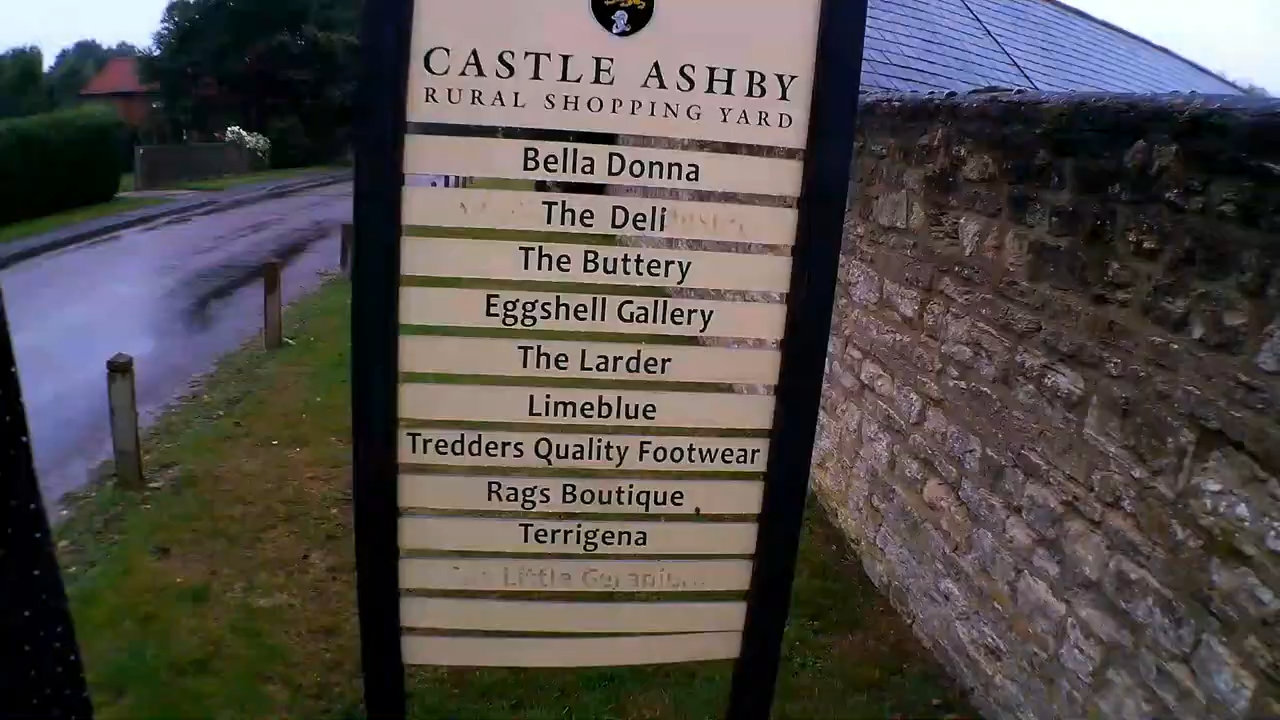 CASTLE ASHBY
RURAL SHOPPING YARD
Bella Donna
The Deli
The Buttery
Eggshell Gallery
The Larder
Limeblue
Tredders Quality Footwear
Rags Boutique
Terrigena
Little